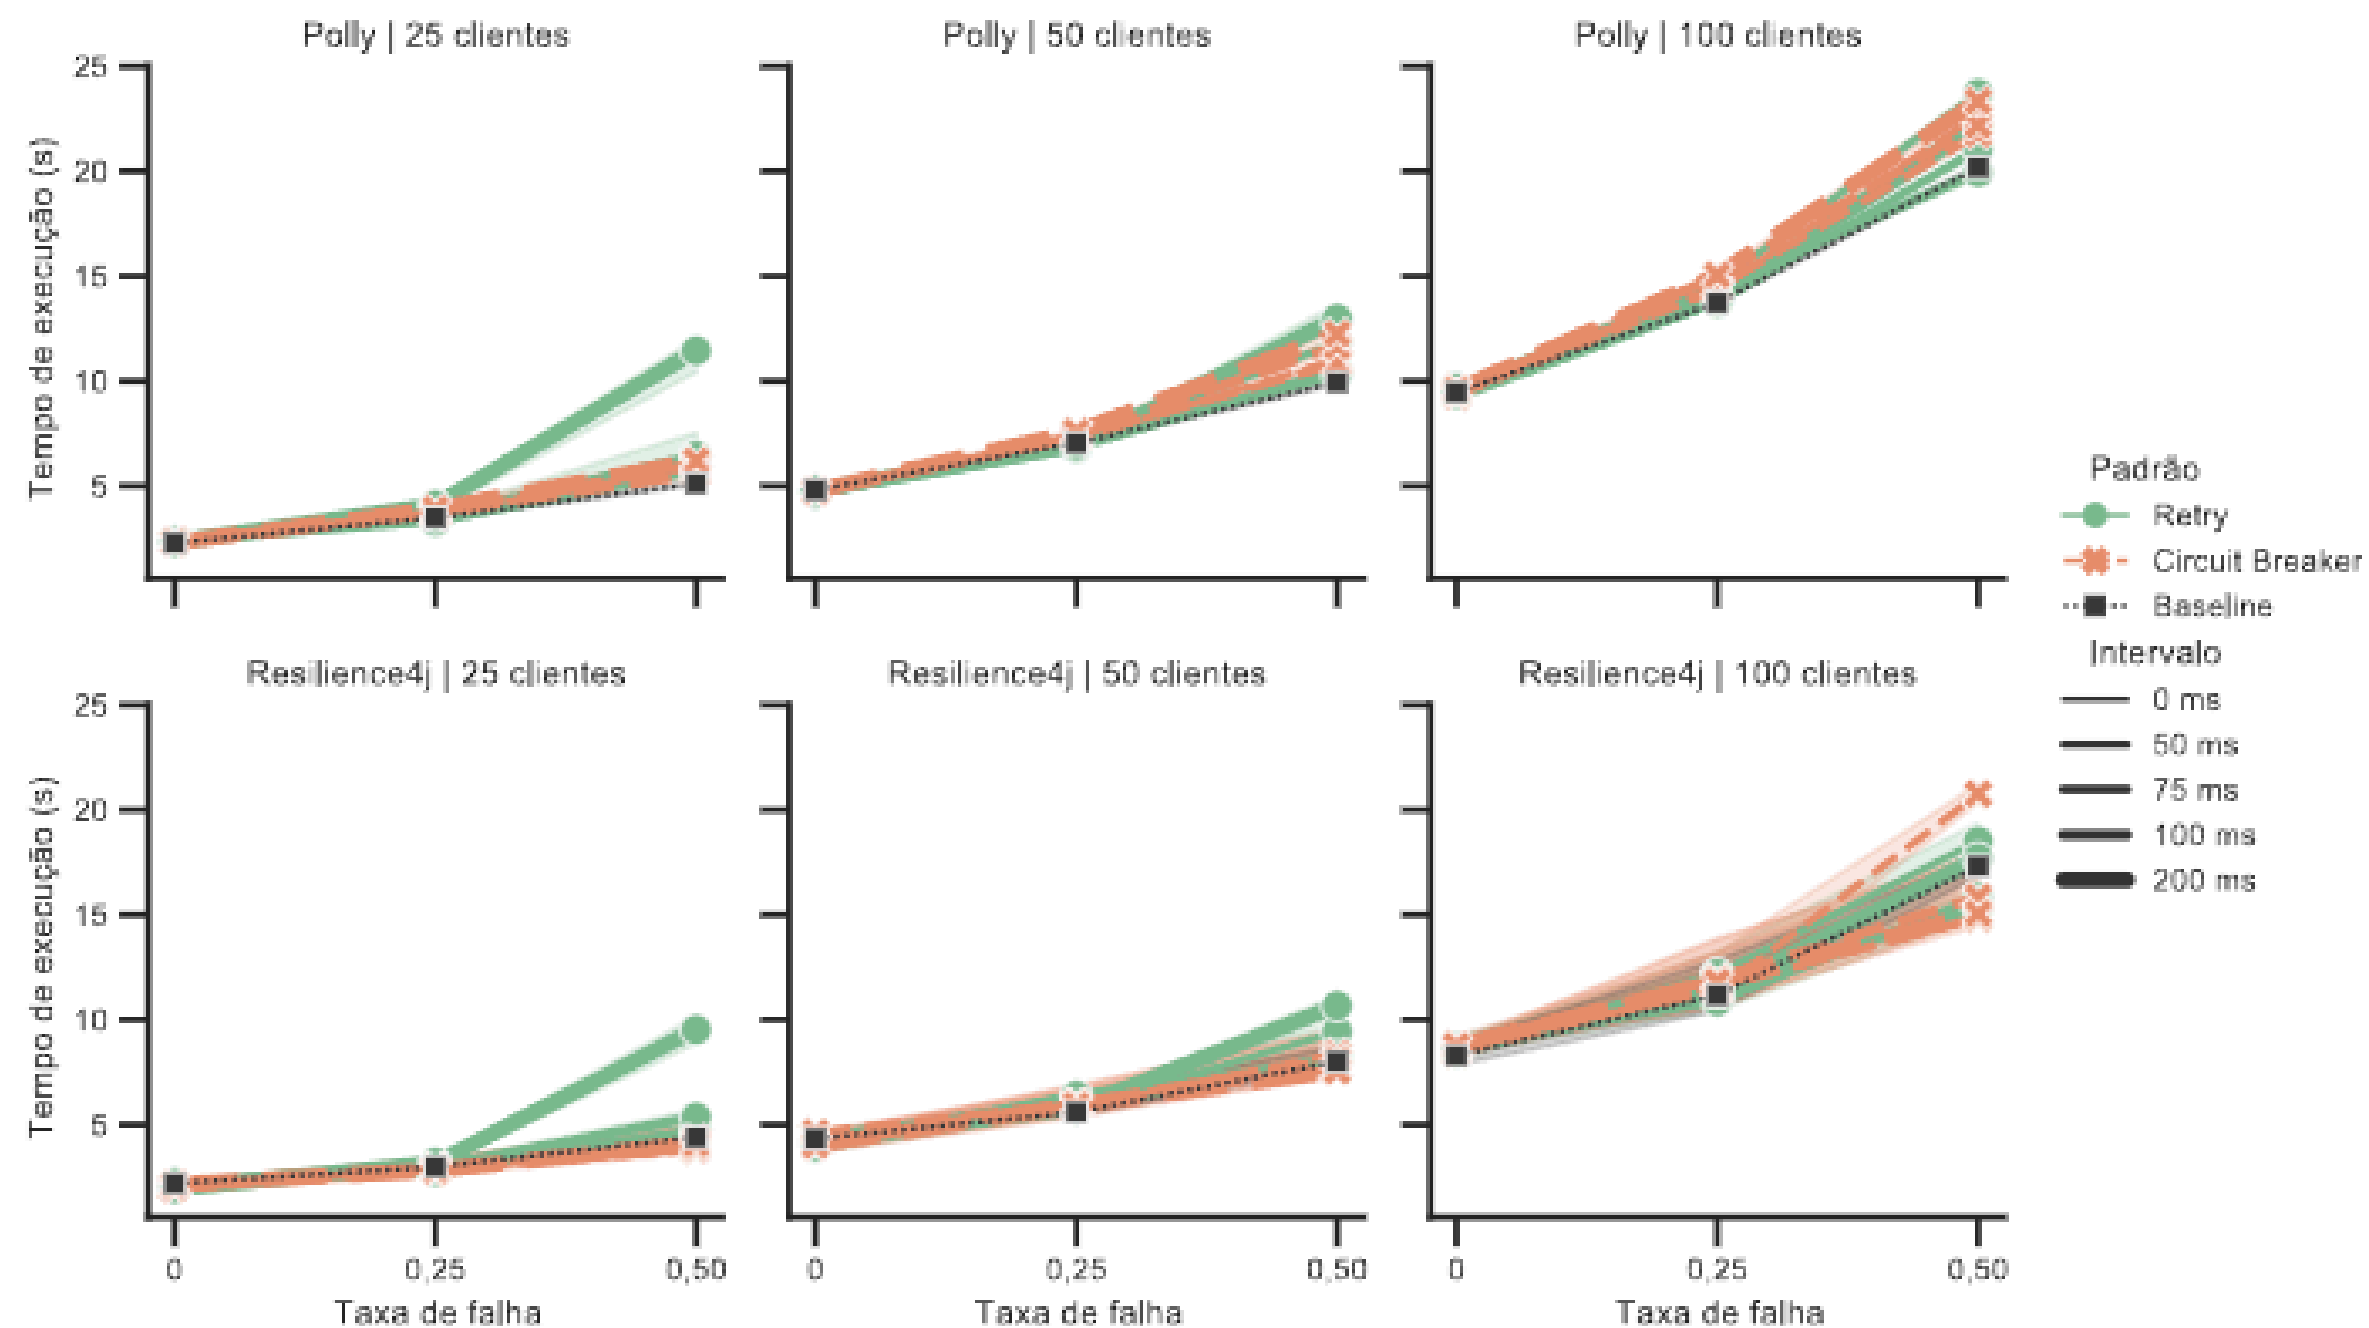 Polly | 25 clientes
Polly | 50 clientes
Polly | 100 clientes
Tempo de execução (s)
25
20
15
10
5
Padrão
Retry
Circuit Breaker
Baseline
Intervalo
0 ms
50 ms
75 ms
100 ms
200 ms
Resilience4j | 25 clientes
Resilience4j | 50 clientes
Resilience4j | 100 clientes
Tempo de execução (s)
25
20
15
10
5
0 0,25 0,50
0 0,25 0,50
0 0,25 0,50
Taxa de falha
Taxa de falha
Taxa de falha